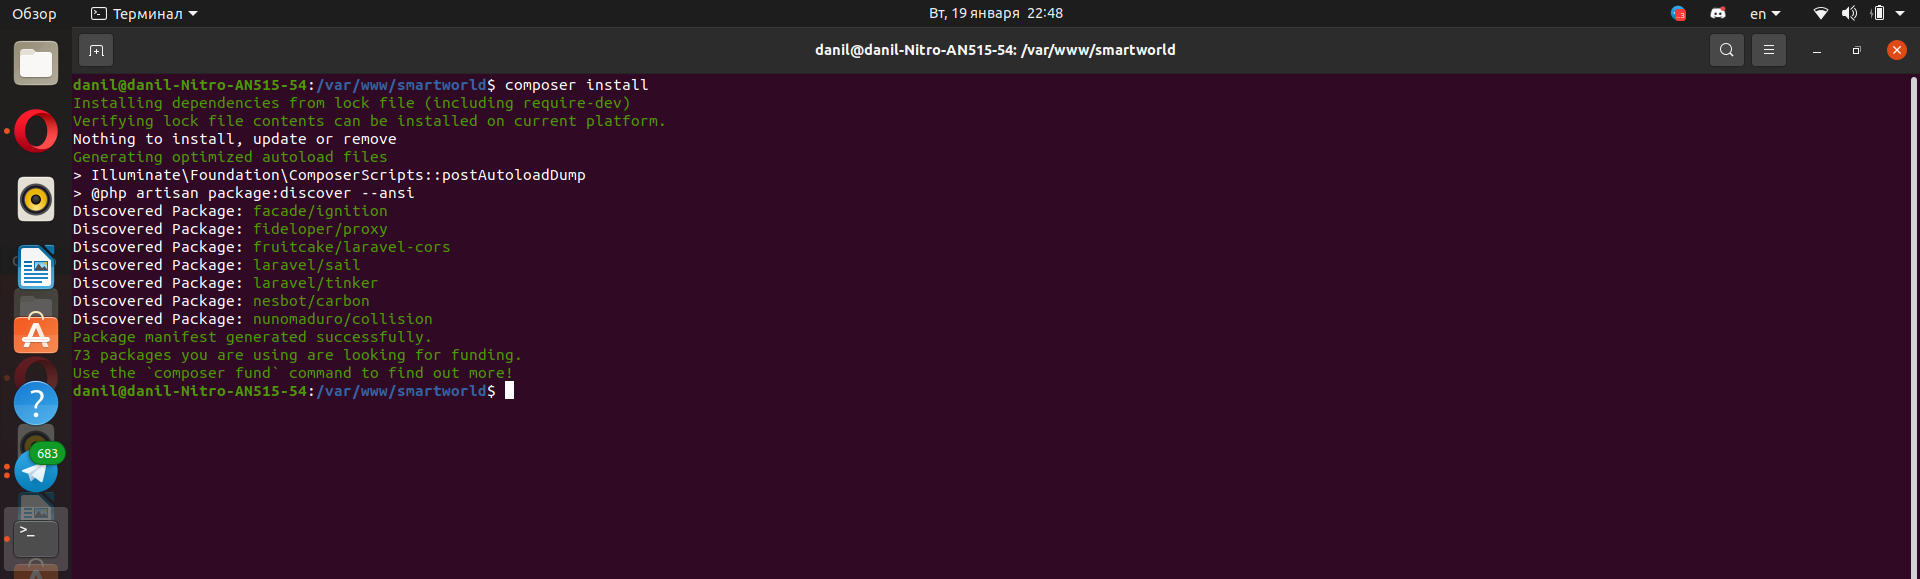 Обзор
Терминал
Вт, 19 января 22:48
en
danil@danil-Nitro-AN515-54: /var/www/smartworld
danil@danil-Nitro-AN515-54:/var/www/smartworld$ composer install
Installing dependencies from lock file (including require-dev)
Verifying lock file contents can be installed on current platform.
Nothing to install, update or remove
Generating optimized autoload files
> Illuminate\Foundation\ComposerScripts::postAutoloadDump
> @php artisan package:discover --ansi
Discovered Package: facade/ignition
Discovered Package: fideloper/proxy
Discovered Package: fruitcake/laravel-cors
Discovered Package: laravel/sail
Discovered Package: laravel/tinker
Discovered Package: nesbot/carbon
Discovered Package: nunomaduro/collision
Package manifest generated successfully.
73 packages you are using are looking for funding.
Use the `composer fund` command to find out more!
danil@danil-Nitro-AN515-54:/var/www/smartworld$
683